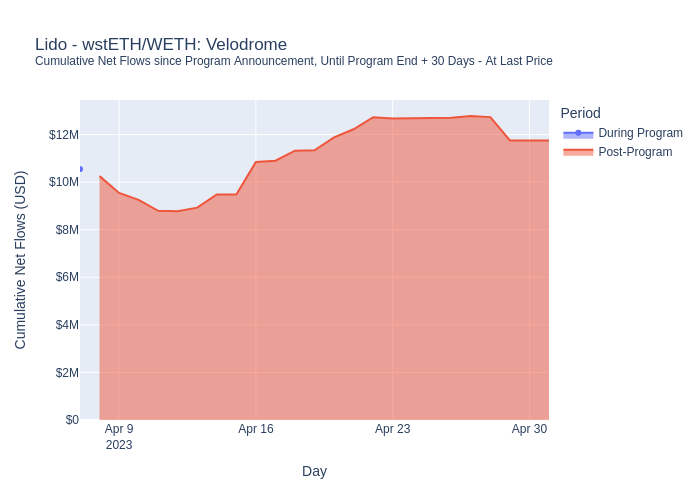 Lido - wstETH/WETH: Velodrome
Cumulative Net Flows since Program Announcement, Until Program End + 30 Days - At Last Price
Period
During Program
Post-Program
Cumulative Net Flows (USD)
$12M
$10M
$8M
$6M
$4M
$2M
$0
Apr 9
2023
Apr 16
Apr 23
Apr 30
Day